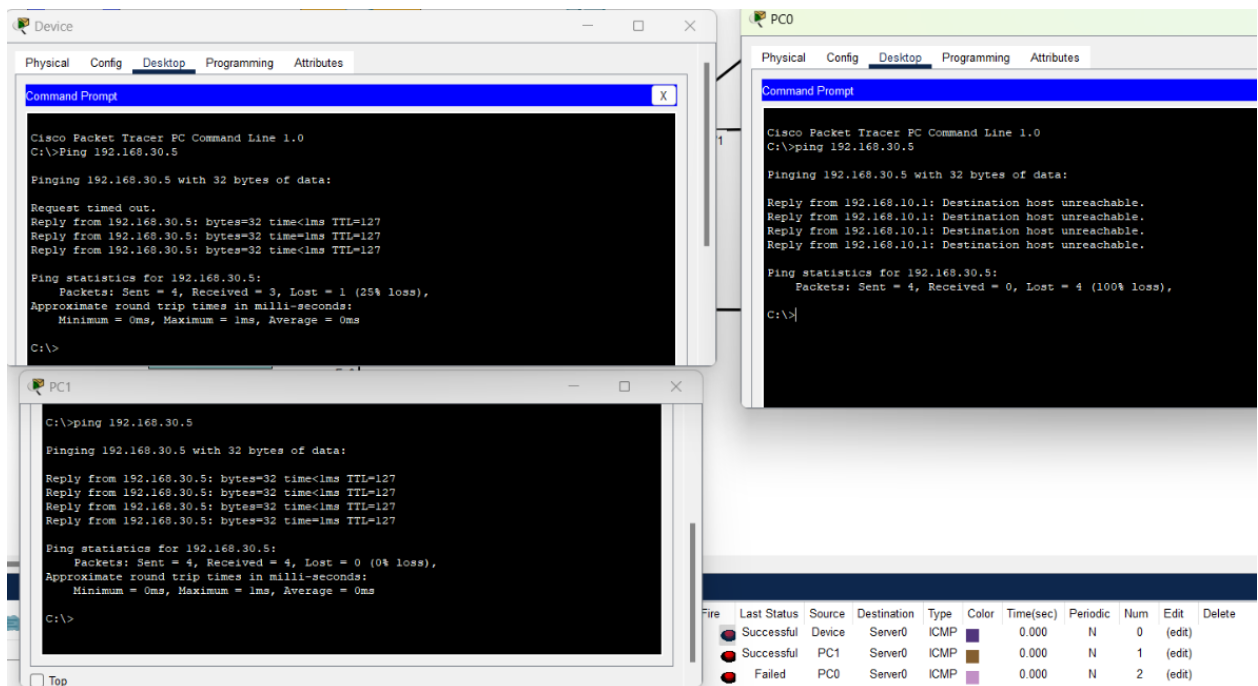 Device
Physical Config Desktop Programming Attributes
Command Prompt
X
Cisco Packet Tracer PC Command Line 1.0
C:\>Ping 192.168.30.5
Pinging 192.168.30.5 with 32 bytes of data:
Request timed out.
Reply from 192.168.30.5: bytes=32 time<1ms TTL=127
Reply from 192.168.30.5: bytes=32 time=1ms TTL=127
Reply from 192.168.30.5: bytes=32 time<1ms TTL=127
Ping statistics for 192.168.30.5:
Packets: Sent = 4, Received = 3, Lost = 1 (25% loss),
Approximate round trip times in milli-seconds:
Minimum = 0ms, Maximum = 1ms, Average = 0ms
C:\>
PC0
Physical Config Desktop Programming Attributes
Command Prompt
Cisco Packet Tracer PC Command Line 1.0
C:\>ping 192.168.30.5
Pinging 192.168.30.5 with 32 bytes of data:
Reply from 192.168.10.1: Destination host unreachable.
Reply from 192.168.10.1: Destination host unreachable.
Reply from 192.168.10.1: Destination host unreachable.
Reply from 192.168.10.1: Destination host unreachable.
Ping statistics for 192.168.30.5:
Packets: Sent = 4, Received = 0, Lost = 4 (100% loss),
C:\>
PC1
C:\>ping 192.168.30.5
Pinging 192.168.30.5 with 32 bytes of data:
Reply from 192.168.30.5: bytes=32 time<1ms TTL=127
Reply from 192.168.30.5: bytes=32 time<1ms TTL=127
Reply from 192.168.30.5: bytes=32 time<1ms TTL=127
Reply from 192.168.30.5: bytes=32 time=1ms TTL=127
Ping statistics for 192.168.30.5:
Packets: Sent = 4, Received = 4, Lost = 0 (0% loss),
Approximate round trip times in milli-seconds:
Minimum = 0ms, Maximum = 1ms, Average = 0ms
C:\>
Top
Fire Last Status Source Destination Type Color Time(sec) Periodic Num Edit Delete
Successful Device Server0 ICMP 0.000 N 0 (edit)
Successful PC1 Server0 ICMP 0.000 N 1 (edit)
Failed PC0 Server0 ICMP 0.000 N 2 (edit)